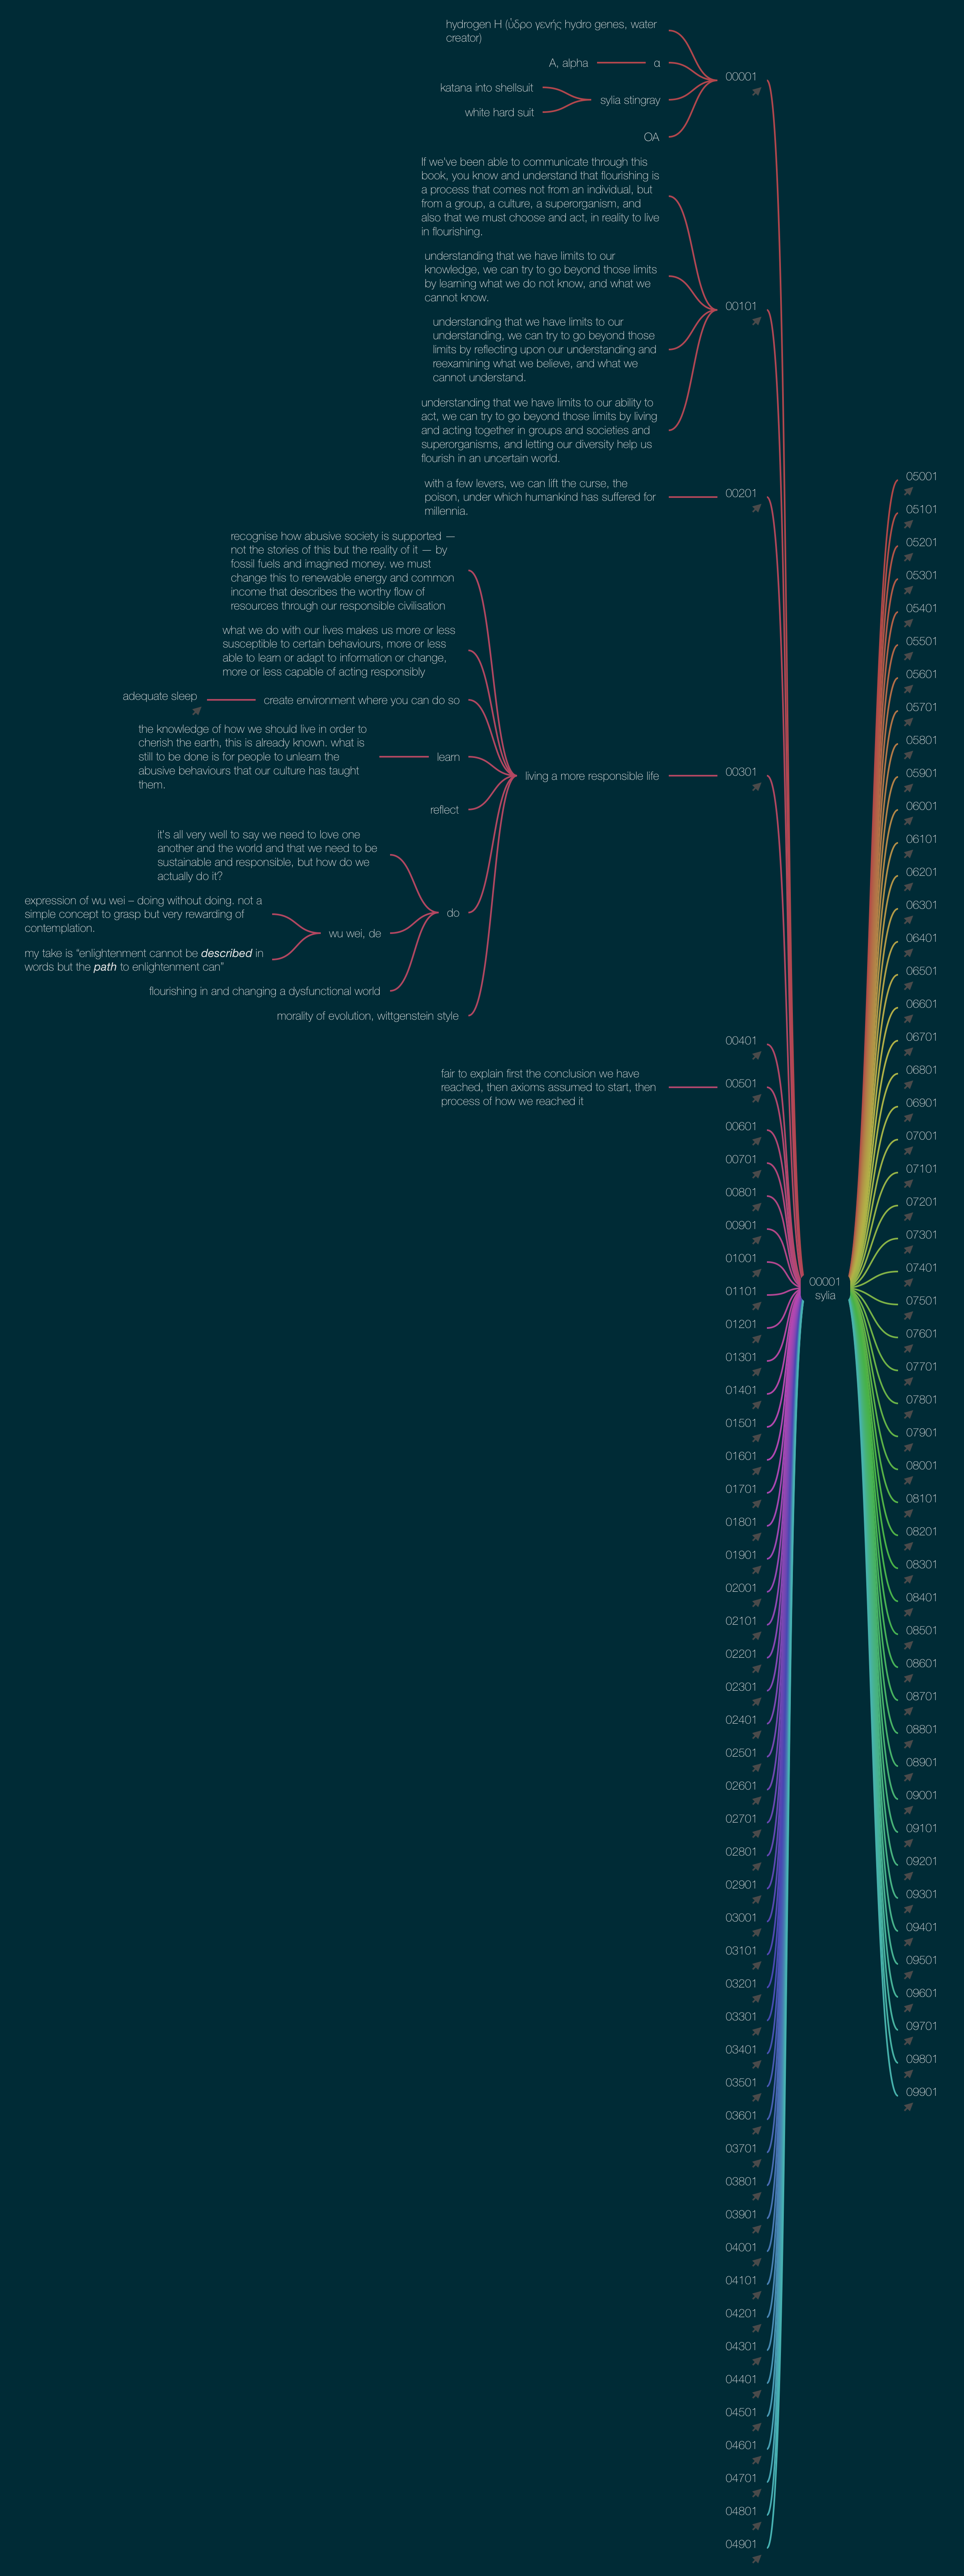 hydrogen H (ὑδρο γενής hydro genes, water
creator)
A, alpha
α
00001
katana into shellsuit
sylia stingray
white hard suit
OA
If we've been able to communicate through this
book, you know and understand that flourishing is
a process that comes not from an individual, but
from a group, a culture, a superorganism, and
also that we must choose and act, in reality to live
in flourishing.
understanding that we have limits to our
knowledge, we can try to go beyond those limits
by learning what we do not know, and what we
cannot know.
00101
understanding that we have limits to our
understanding, we can try to go beyond those
limits by reflecting upon our understanding and
reexamining what we believe, and what we
cannot understand.
understanding that we have limits to our ability to
act, we can try to go beyond those limits by living
and acting together in groups and societies and
superorganisms, and letting our diversity help us
flourish in an uncertain world.
with a few levers, we can lift the curse, the
poison, under which humankind has suffered for
millennia.
00201
recognise how abusive society is supported —
not the stories of this but the reality of it — by
fossil fuels and imagined money. we must
change this to renewable energy and common
income that describes the worthy flow of
resources through our responsible civilisation
what we do with our lives makes us more or less
susceptible to certain behaviours, more or less
able to learn or adapt to information or change,
more or less capable of acting responsibly
adequate sleep
create environment where you can do so
the knowledge of how we should live in order to
cherish the earth, this is already known. what is
still to be done is for people to unlearn the
abusive behaviours that our culture has taught
them.
learn
living a more responsible life
00301
reflect
it's all very well to say we need to love one
another and the world and that we need to be
sustainable and responsible, but how do we
actually do it?
do
expression of wu wei – doing without doing. not a
simple concept to grasp but very rewarding of
contemplation.
wu wei, de
my take is “enlightenment cannot be described in
words but the path to enlightenment can”
flourishing in and changing a dysfunctional world
morality of evolution, wittgenstein style
00401
fair to explain first the conclusion we have
reached, then axioms assumed to start, then
process of how we reached it
00501
00601
00701
00801
00901
01001
01101
01201
01301
01401
01501
01601
01701
01801
01901
02001
02101
02201
02301
02401
02501
02601
02701
02801
02901
03001
03101
03201
03301
03401
03501
03601
03701
03801
03901
04001
04101
04201
04301
04401
04501
04601
04701
04801
04901
00001
sylia
05001
05101
05201
05301
05401
05501
05601
05701
05801
05901
06001
06101
06201
06301
06401
06501
06601
06701
06801
06901
07001
07101
07201
07301
07401
07501
07601
07701
07801
07901
08001
08101
08201
08301
08401
08501
08601
08701
08801
08901
09001
09101
09201
09301
09401
09501
09601
09701
09801
09901